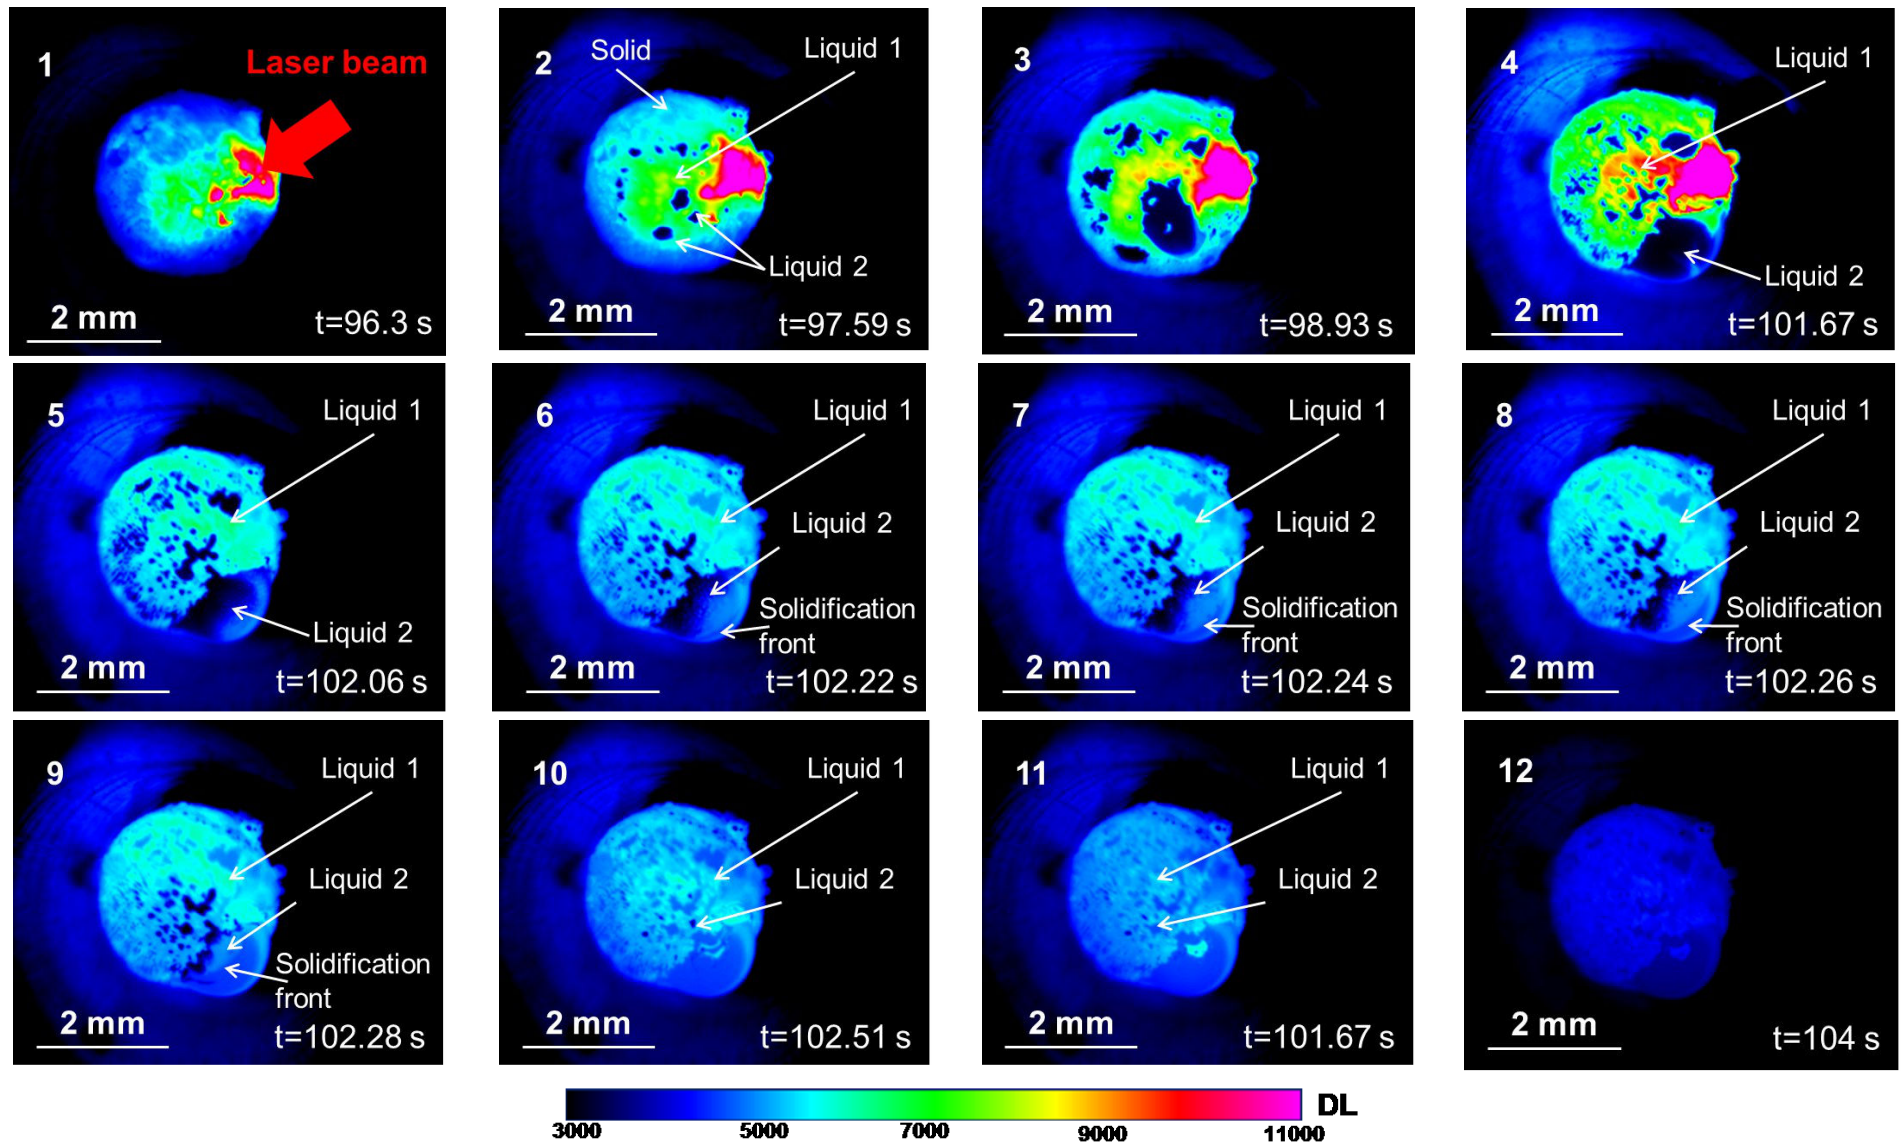 1
Laser beam
2 mm
t=96.3 s
2
Solid
Liquid 1
Liquid 2
2 mm
t=97.59 s
3
2 mm
t=98.93 s
4
Liquid 1
Liquid 2
2 mm
t=101.67 s
5
Liquid 1
Liquid 2
2 mm
t=102.06 s
6
Liquid 1
Liquid 2
Solidification
front
2 mm
t=102.22 s
7
Liquid 1
Liquid 2
Solidification
front
2 mm
t=102.24 s
8
Liquid 1
Liquid 2
Solidification
front
2 mm
t=102.26 s
9
Liquid 1
Liquid 2
Solidification
front
2 mm
t=102.28 s
10
Liquid 1
Liquid 2
2 mm
t=102.51 s
11
Liquid 1
Liquid 2
2 mm
t=101.67 s
12
2 mm
t=104 s
DL
3000 5000 7000 9000 11000